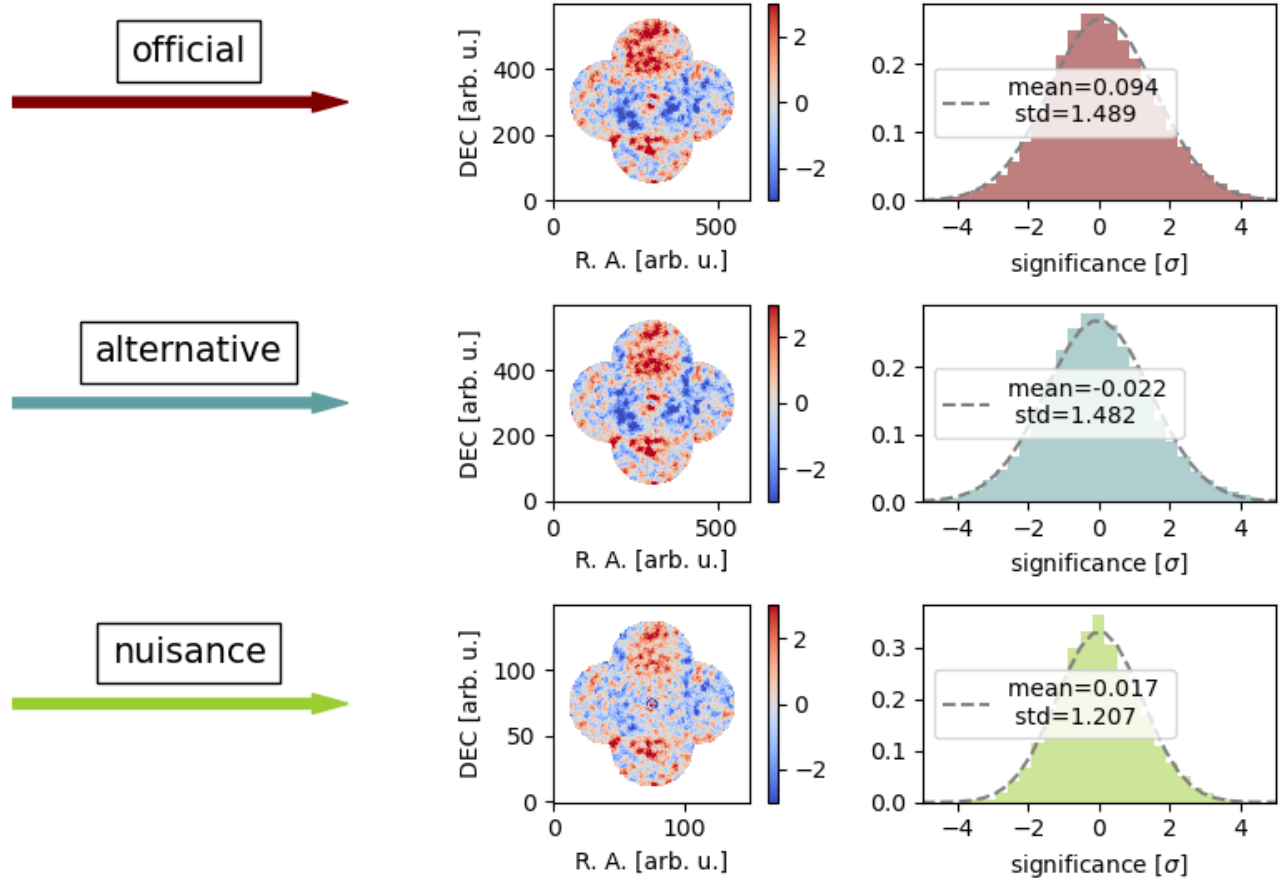 official
DEC [arb. u.]
400
200
0
0
500
R. A. [arb. u.]
2
0
−2
0.2
0.1
0.0
mean=0.094
std=1.489
−4
−2
0
2
4
significance [σ]
alternative
DEC [arb. u.]
400
200
0
0
500
R. A. [arb. u.]
2
0
−2
0.2
0.1
0.0
mean=-0.022
std=1.482
−4
−2
0
2
4
significance [σ]
nuisance
DEC [arb. u.]
100
50
0
0
100
R. A. [arb. u.]
2
0
−2
0.3
0.2
0.1
0.0
mean=0.017
std=1.207
−4
−2
0
2
4
significance [σ]